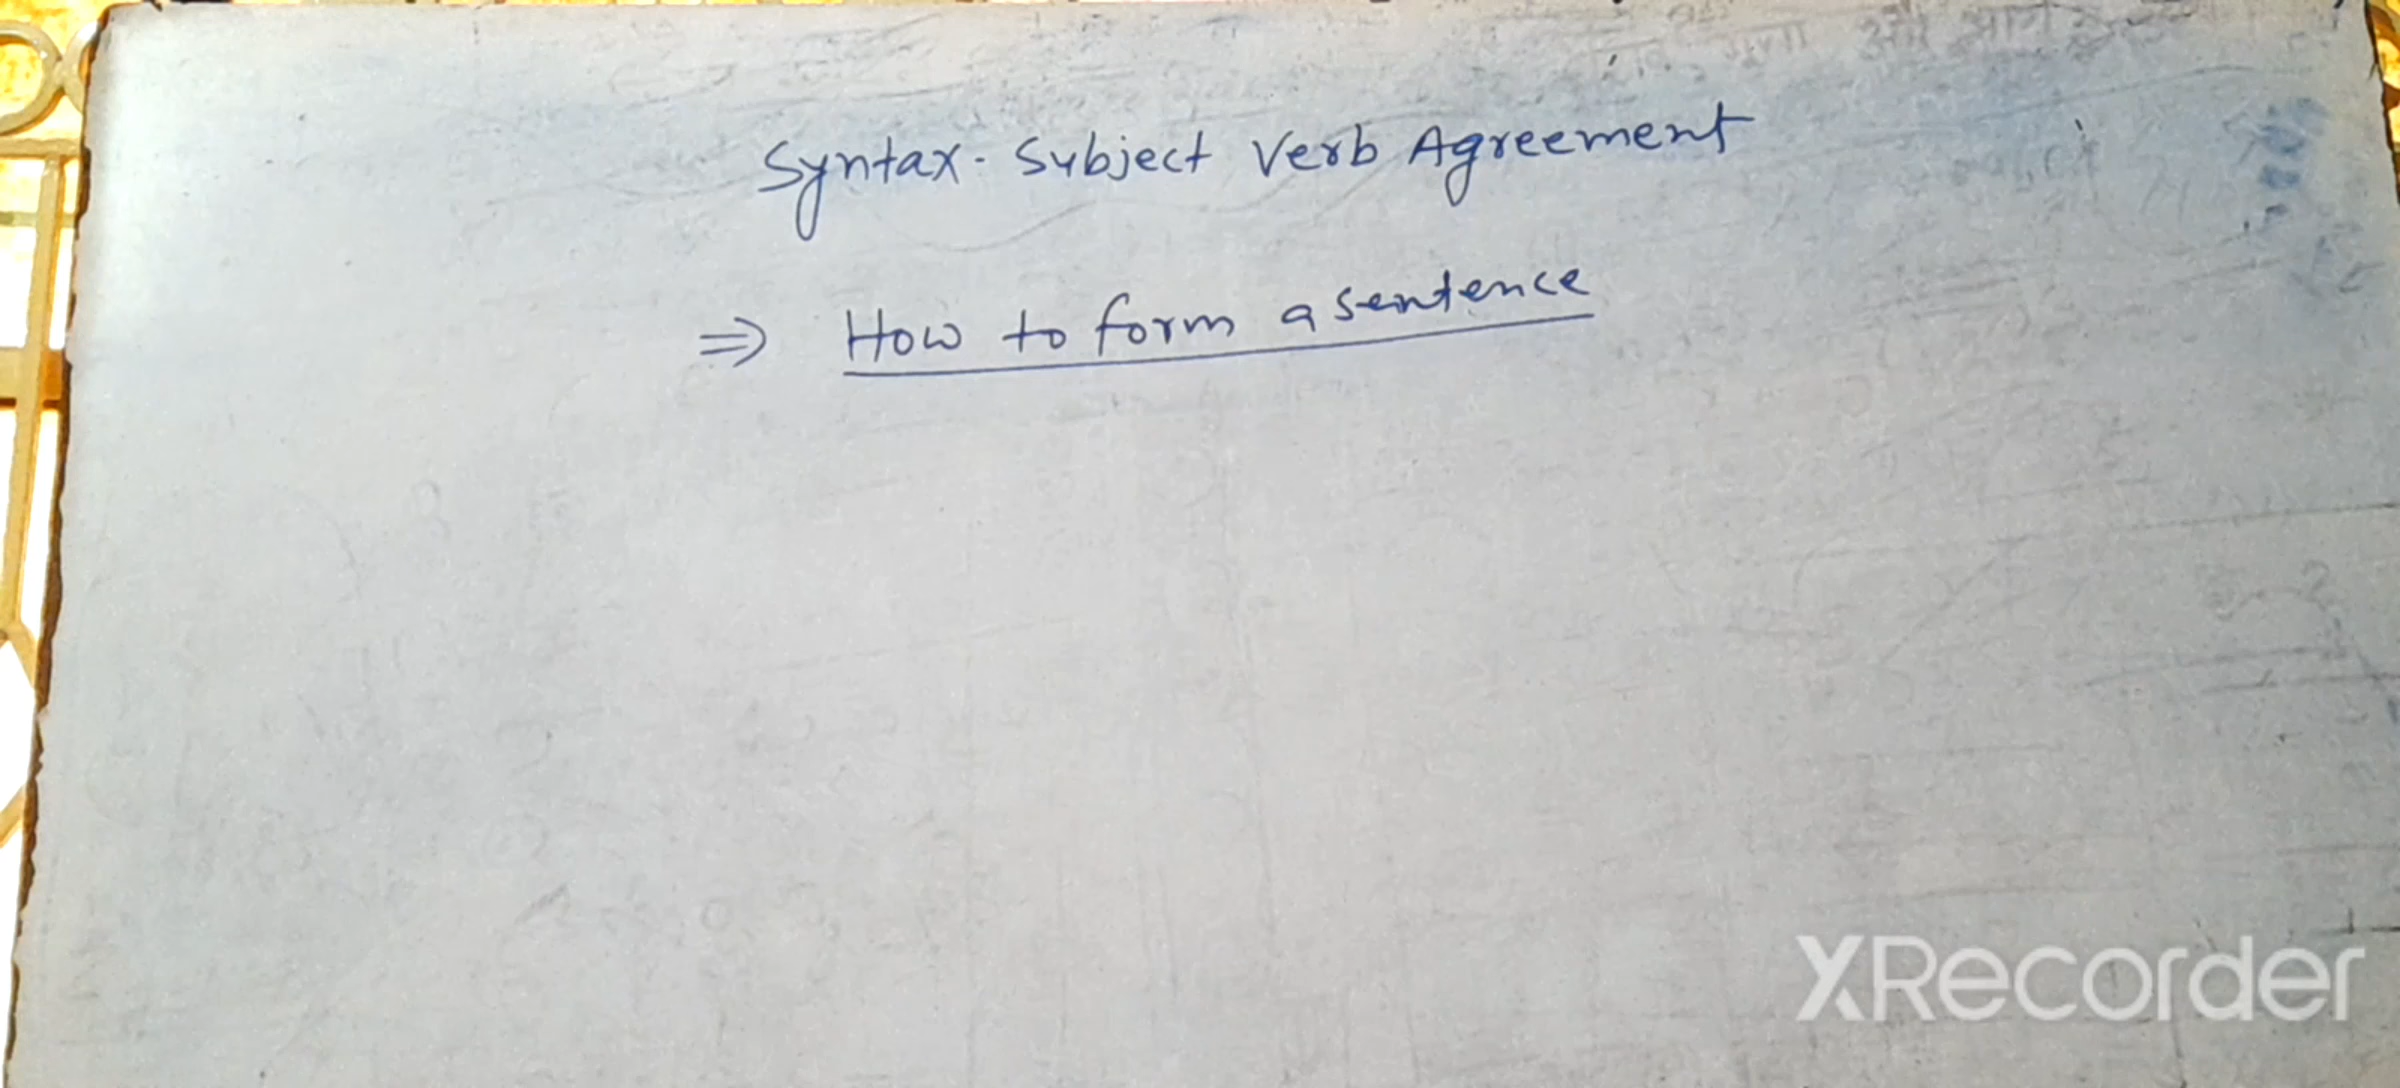 Syntax - Subject Verb Agreement
⇒ How to form a sentence
XRecorder